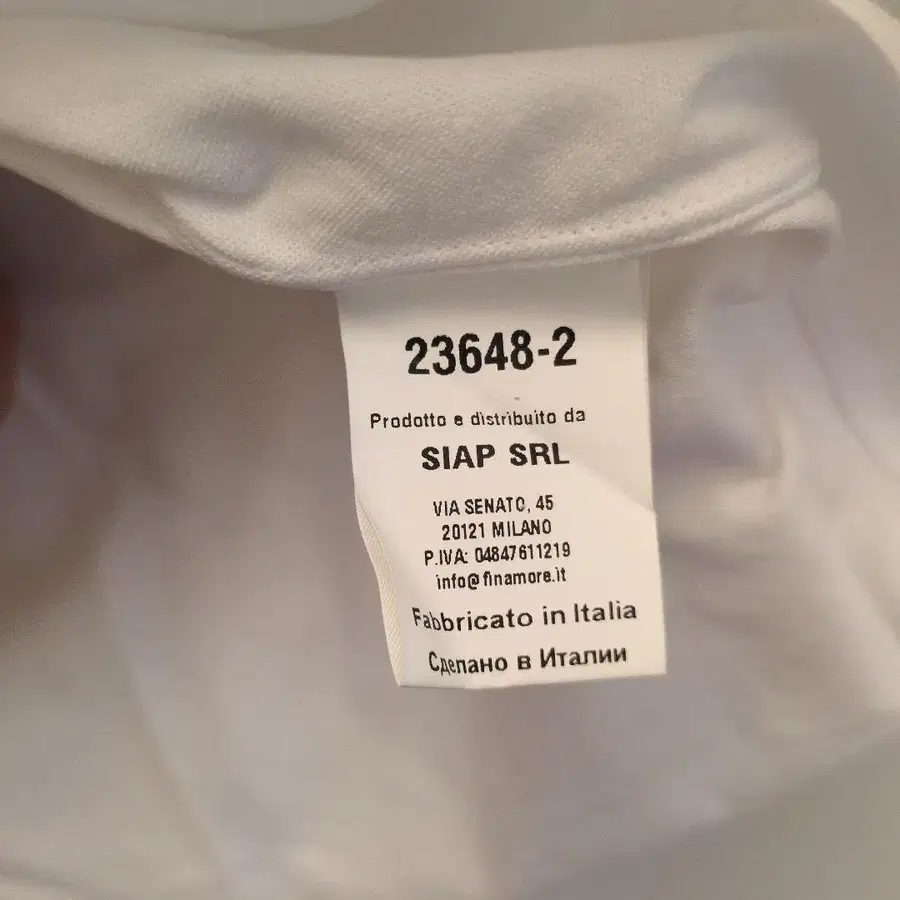 23648-2
Prodotto e distribuito da
SIAP SRL
VIA SENATO, 45
20121 MILANO
P.IVA: 04847611219
info@finamore.it
Fabbricato in Italia
Сделано в Италии